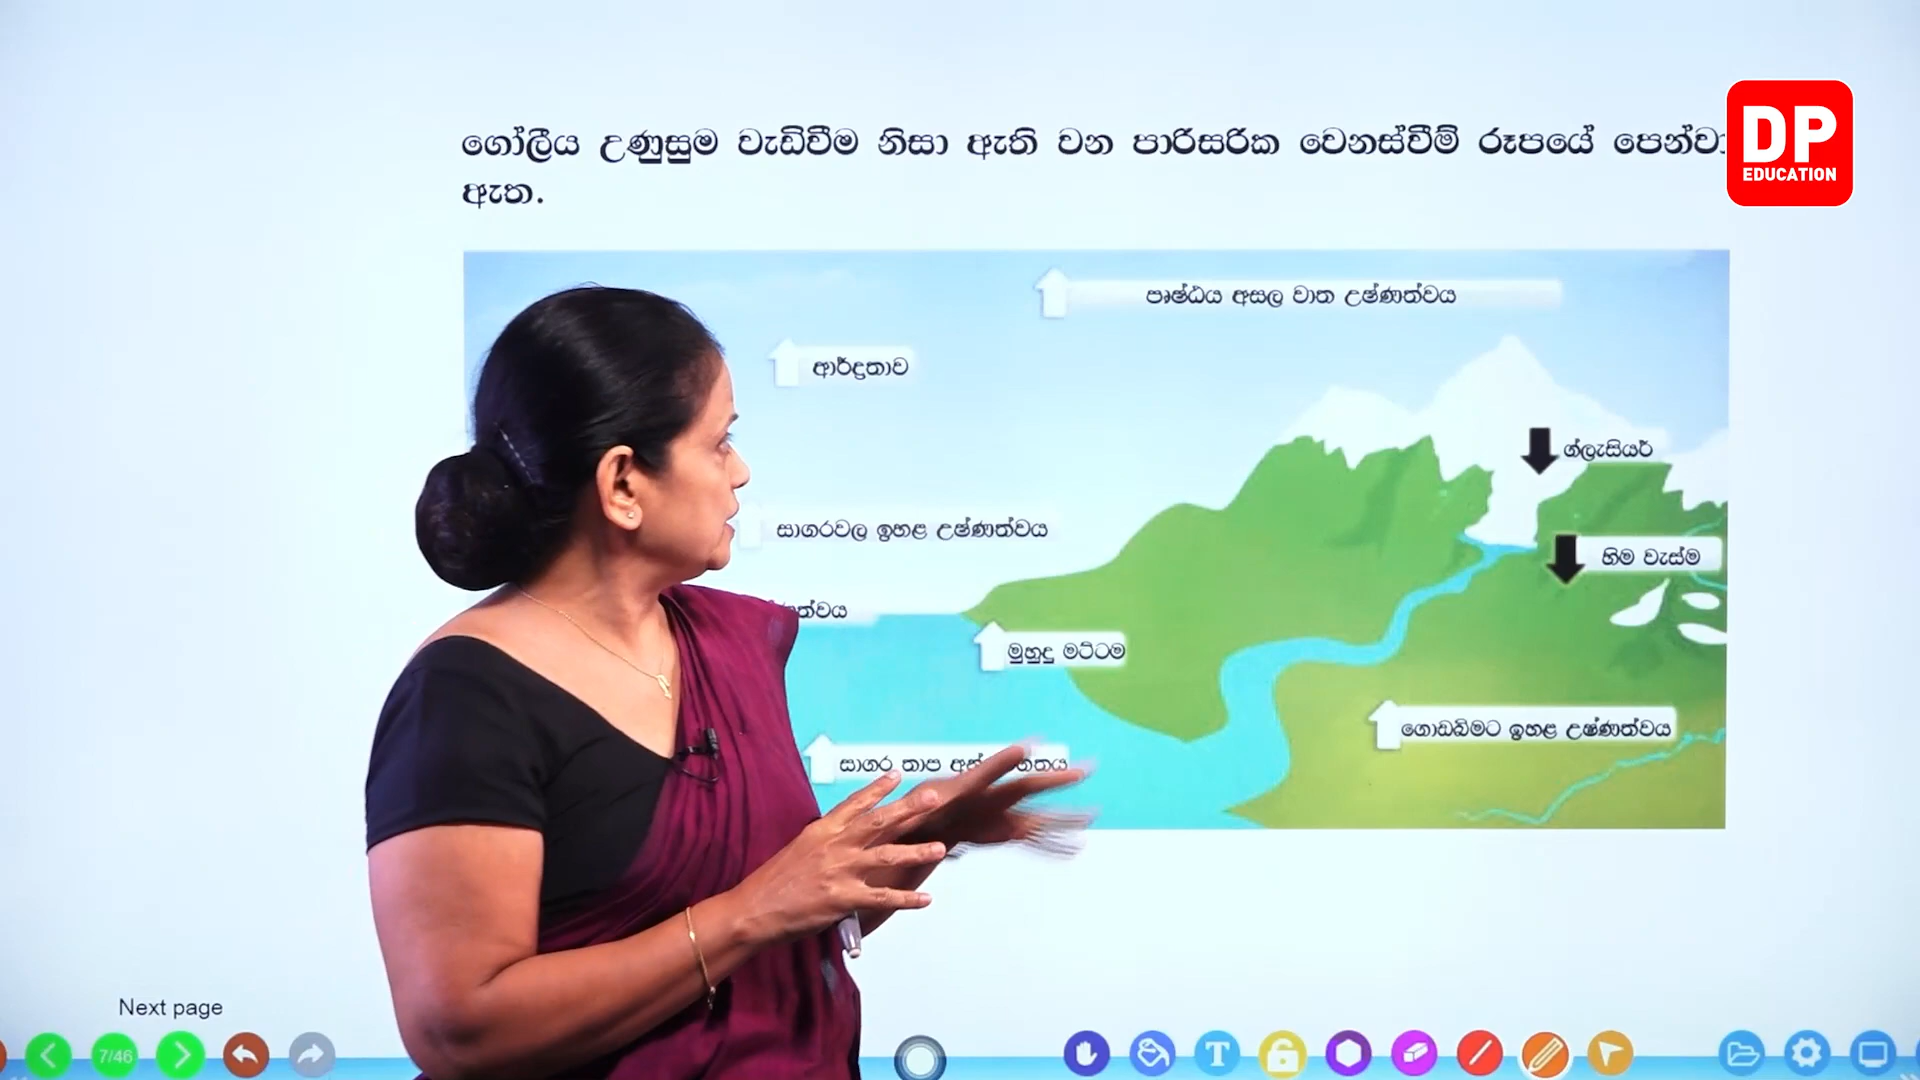 ගෝලීය උණුසුම වැඩිවීම නිසා ඇති වන පාරිසරික වෙනස්වීම් රූපයේ
ඇත.
DP
EDUCATION
පෘෂ්ඨය අසල වාත උෂ්ණත්වය
ආර්ද්‍රතාව
ග්ලැසියර්
සාගරවල ඉහළ උෂ්ණත්වය
හිම වැස්ම
මුහුදු මට්ටම
ගොඩබිමට ඉහළ උෂ්ණත්වය
සාගර තාප
Next page
7/46
T